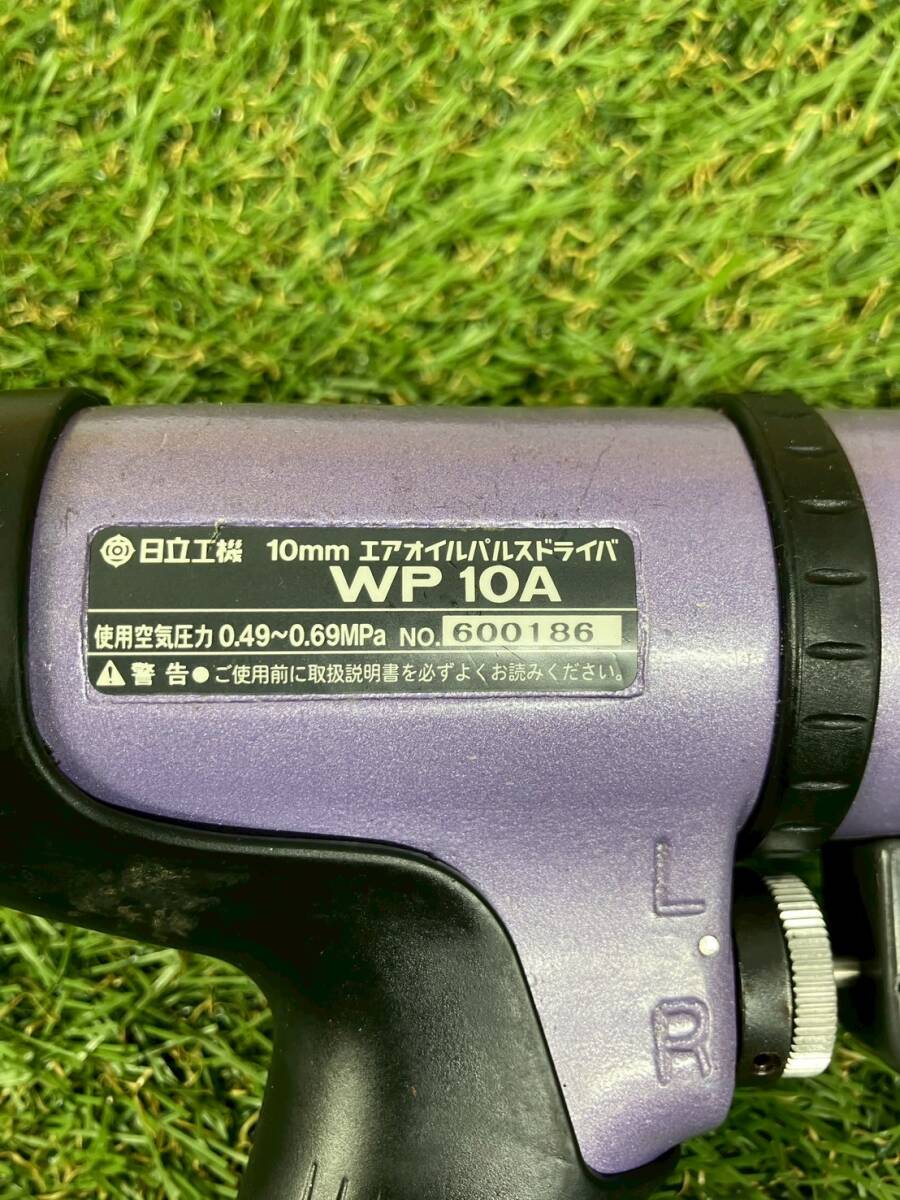 日立工機 10mm エアオイルパルスドライバ
WP 10A
使用空気圧力 0.49～0.69MPa NO. 600186
警告●ご使用前に取扱説明書を必ずよくお読みください。
L
R